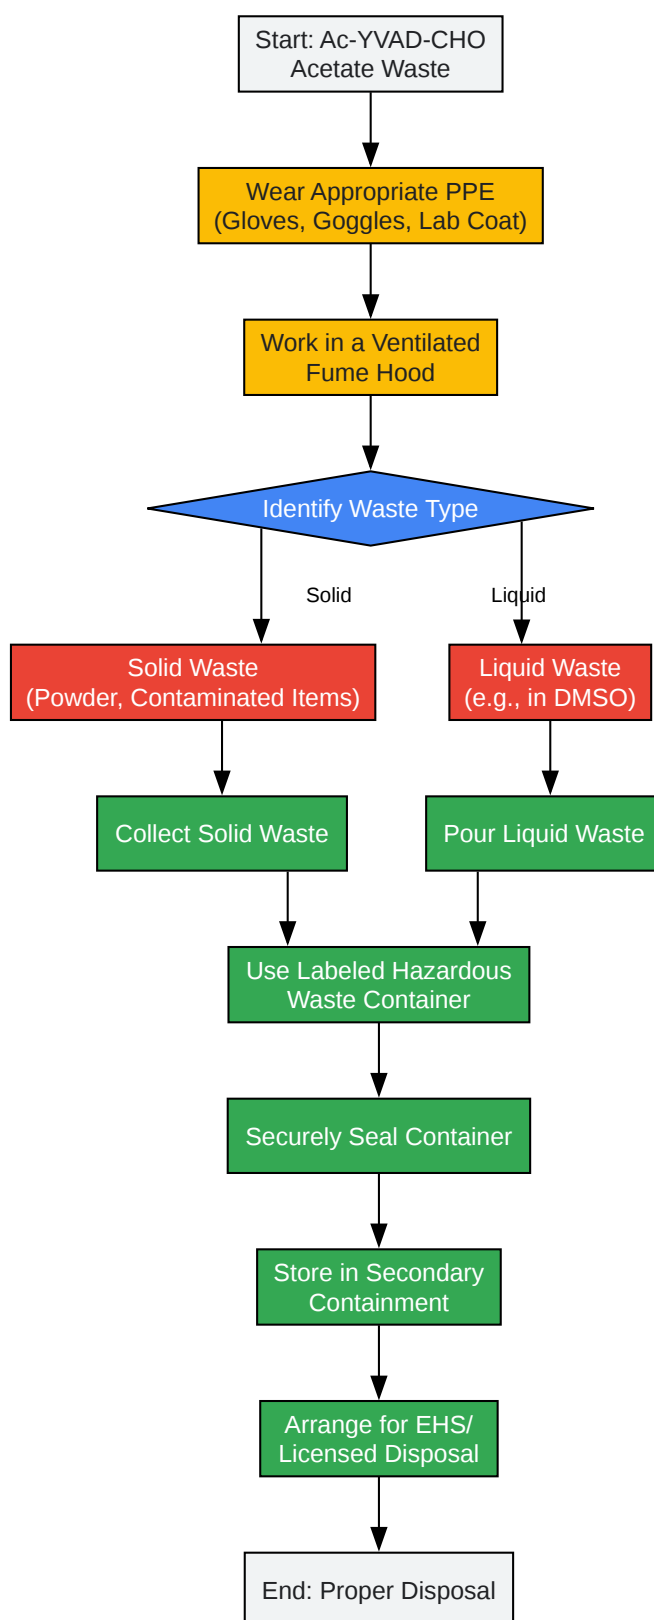 Start: Ac-YVAD-CHO
Acetate Waste
Wear Appropriate PPE
(Gloves, Goggles, Lab Coat)
Work in a Ventilated
Fume Hood
Identify Waste Type
Solid
Liquid
Solid Waste
(Powder, Contaminated Items)
Liquid Waste
(e.g., in DMSO)
Collect Solid Waste
Pour Liquid Waste
Use Labeled Hazardous
Waste Container
Securely Seal Container
Store in Secondary
Containment
Arrange for EHS/
Licensed Disposal
End: Proper Disposal